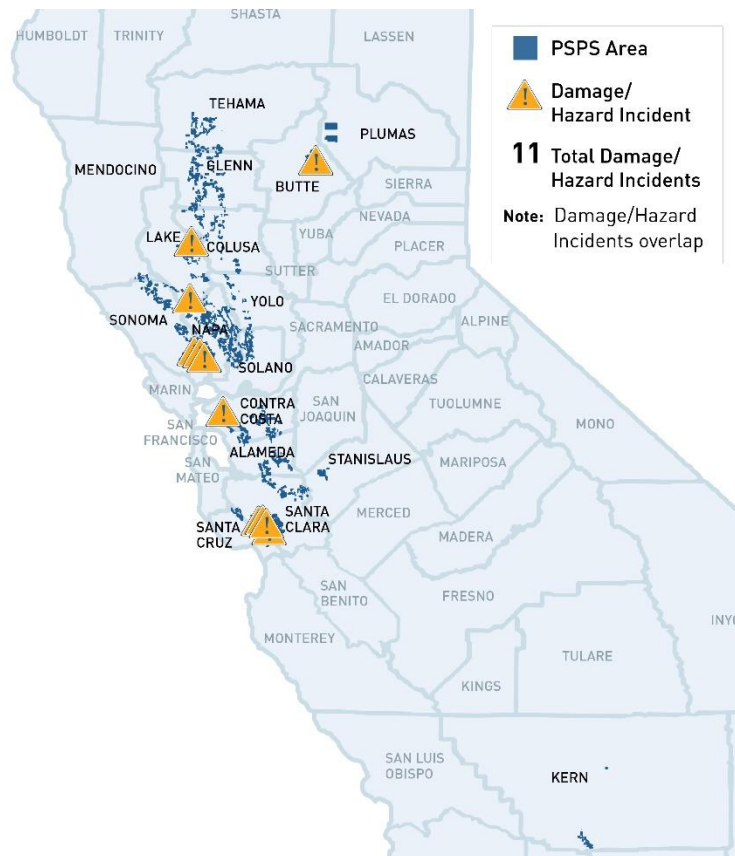 SHASTA
HUMBOLDT
TRINITY
LASSEN
PSPS Area
Damage/
Hazard Incident
11 Total Damage/
Hazard Incidents
Note: Damage/Hazard
Incidents overlap
TEHAMA
PLUMAS
MENDOCINO
GLENN
BUTTE
SIERRA
NEVADA
YUBA
LAKE
COLUSA
PLACER
SUTTER
YOLO
EL DORADO
SONOMA
NAPA
SACRAMENTO
ALPINE
AMADOR
SOLANO
CALAVERAS
MARIN
CONTRA
COSTA
SAN
JOAQUIN
TUOLUMNE
MONO
SAN
FRANCISCO
ALAMEDA
STANISLAUS
SAN
MATEO
MARIPOSA
SANTA
CLARA
MERCED
SANTA
CRUZ
MADERA
SAN
BENITO
FRESNO
INYO
MONTEREY
TULARE
KINGS
SAN LUIS
OBISPO
KERN